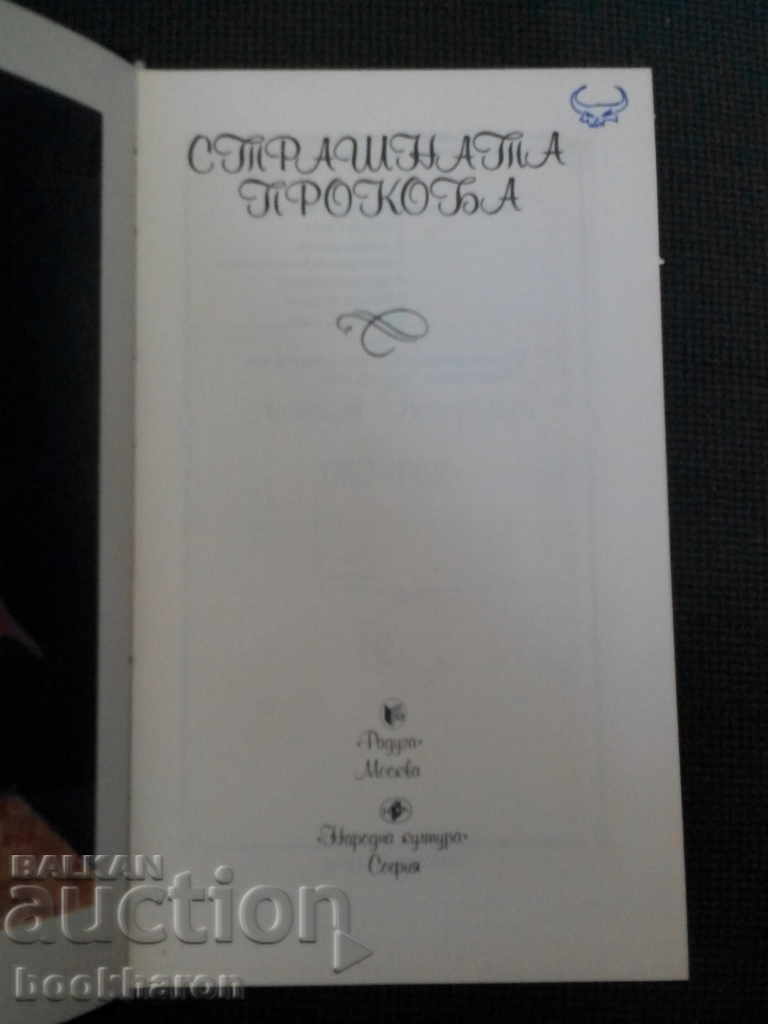 СТРАШНАТА
ПРОКОБА
«Радуга»
Москва
«Народна култура»
София
BALKAN
auction
bookharon